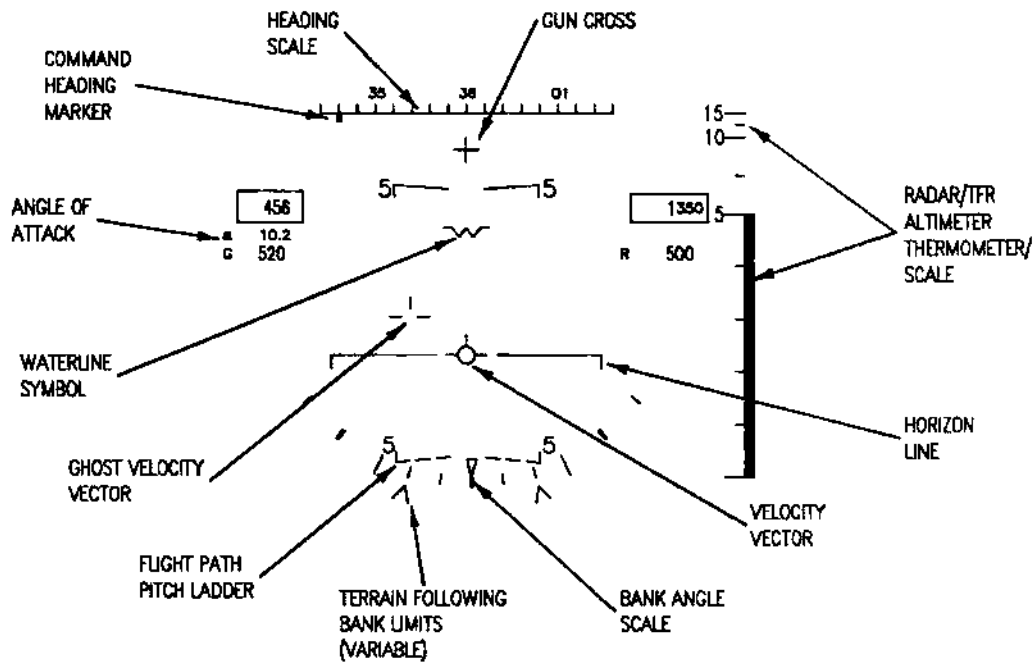 HEADING
SCALE
GUN CROSS
COMMAND
HEADING
MARKER
35 36 01
15
10
5 5
ANGLE OF
ATTACK
456
α 10.2
G 520
1350
R 500
5
RADAR/TFR
ALTIMETER
THERMOMETER/
SCALE
WATERLINE
SYMBOL
HORIZON
LINE
5 5
GHOST VELOCITY
VECTOR
VELOCITY
VECTOR
FLIGHT PATH
PITCH LADDER
TERRAIN FOLLOWING
BANK LIMITS
(VARIABLE)
BANK ANGLE
SCALE